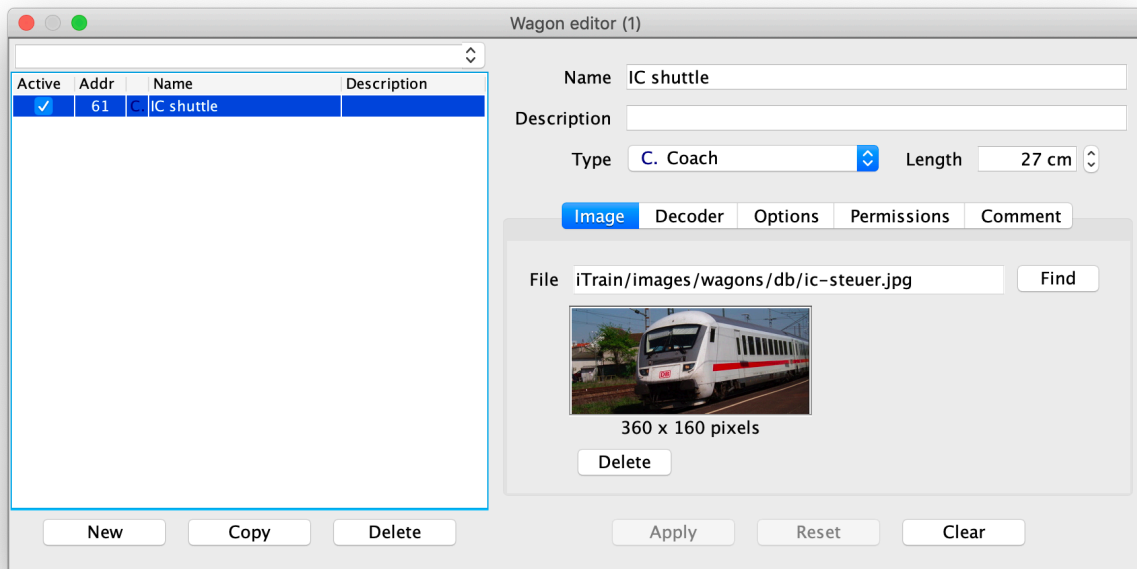 Wagon editor (1)
Active Addr Name Description
61 C. IC shuttle
Name IC shuttle
Description
Type C. Coach Length 27 cm
Image Decoder Options Permissions Comment
File iTrain/images/wagons/db/ic-steuer.jpg Find
DB
360 x 160 pixels
Delete
New Copy Delete Apply Reset Clear